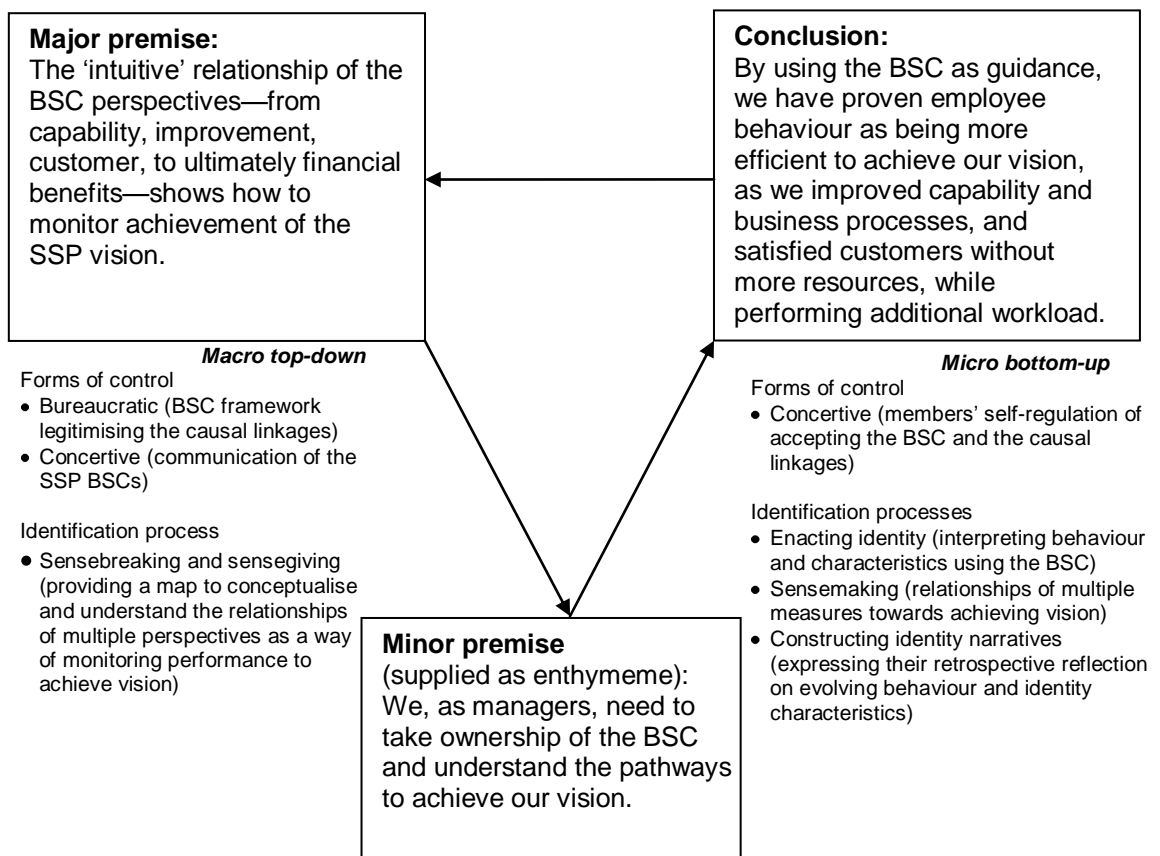 Major premise:
The ‘intuitive’ relationship of the
BSC perspectives—from
capability, improvement,
customer, to ultimately financial
benefits—shows how to
monitor achievement of the
SSP vision.
Conclusion:
By using the BSC as guidance,
we have proven employee
behaviour as being more
efficient to achieve our vision,
as we improved capability and
business processes, and
satisfied customers without
more resources, while
performing additional workload.
Macro top-down
Forms of control
• Bureaucratic (BSC framework
legitimising the causal linkages)
• Concertive (communication of the
SSP BSCs)
Identification process
• Sensebreaking and sensegiving
(providing a map to conceptualise
and understand the relationships
of multiple perspectives as a way
of monitoring performance to
achieve vision)
Micro bottom-up
Forms of control
• Concertive (members’ self-regulation of
accepting the BSC and the causal
linkages)
Identification processes
• Enacting identity (interpreting behaviour
and characteristics using the BSC)
• Sensemaking (relationships of multiple
measures towards achieving vision)
• Constructing identity narratives
(expressing their retrospective reflection
on evolving behaviour and identity
characteristics)
Minor premise
(supplied as enthymeme):
We, as managers, need to
take ownership of the BSC
and understand the pathways
to achieve our vision.